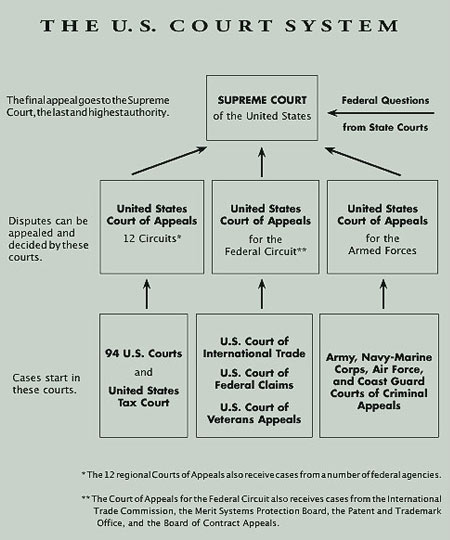 THE U.S. COURT SYSTEM
The final appeal goes to the Supreme
Court, the last and highest authority.
SUPREME COURT
of the United States
Federal Questions
from State Courts
Disputes can be
appealed and
decided by these
courts.
United States
Court of Appeals
12 Circuits*
United States
Court of Appeals
for the
Federal Circuit**
United States
Court of Appeals
for the
Armed Forces
Cases start in
these courts.
94 U.S. Courts
and
United States
Tax Court
U.S. Court of
International Trade
U.S. Court of
Federal Claims
U.S. Court of
Veterans Appeals
Army, Navy-Marine
Corps, Air Force,
and Coast Guard
Courts of Criminal
Appeals
* The 12 regional Courts of Appeals also receive cases from a number of federal agencies.
** The Court of Appeals for the Federal Circuit also receives cases from the International
Trade Commission, the Merit Systems Protection Board, the Patent and Trademark
Office, and the Board of Contract Appeals.